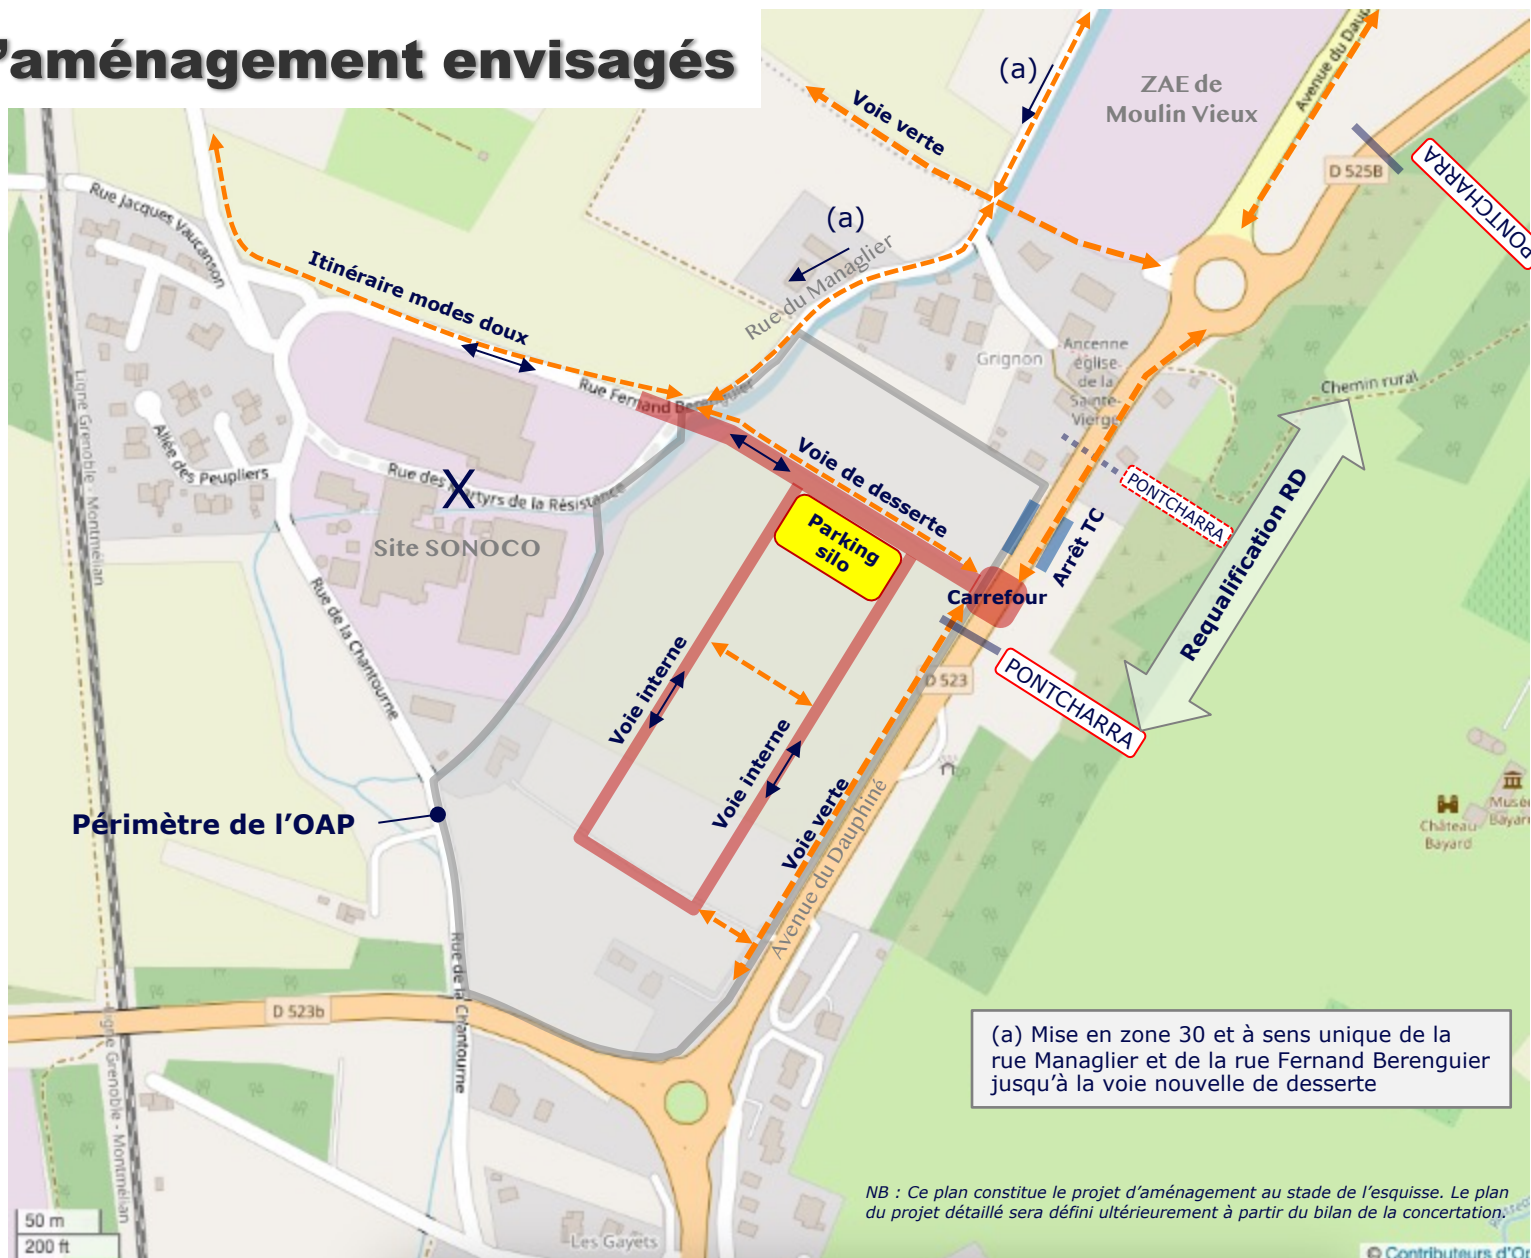 ’aménagement envisagés
(a)
ZAE de
Moulin Vieux
Avenue du Daup
Voie verte
D 525B
PONTCHARRA
Rue Jacques Vaucanson
(a)
Rue du Managlier
Itinéraire modes doux
Grignon
Ancenne
église
de la
Sainte-
Vierge
Chemin rural
Rue Fernand Berenguier
Ligne Grenoble - Montmélian
Allée des Peupliers
Voie de desserte
PONTCHARRA
Requalification RD
Rue des Martyrs de la Résistance
X
Site SONOCO
Parking
silo
Arrêt TC
Carrefour
Rue de la Chantourne
Voie interne
D 523
PONTCHARRA
Voie interne
Voie verte
Avenue du Dauphiné
Périmètre de l’OAP
Château
Bayard
Musée
Bayard
Rue de la Chantourne
D 523b
Ligne Grenoble - Montmélian
(a) Mise en zone 30 et à sens unique de la
rue Managlier et de la rue Fernand Berenguier
jusqu’à la voie nouvelle de desserte
NB : Ce plan constitue le projet d’aménagement au stade de l’esquisse. Le plan
du projet détaillé sera défini ultérieurement à partir du bilan de la concertation.
50 m
200 ft
Les Gayets
© Contributeurs d’O